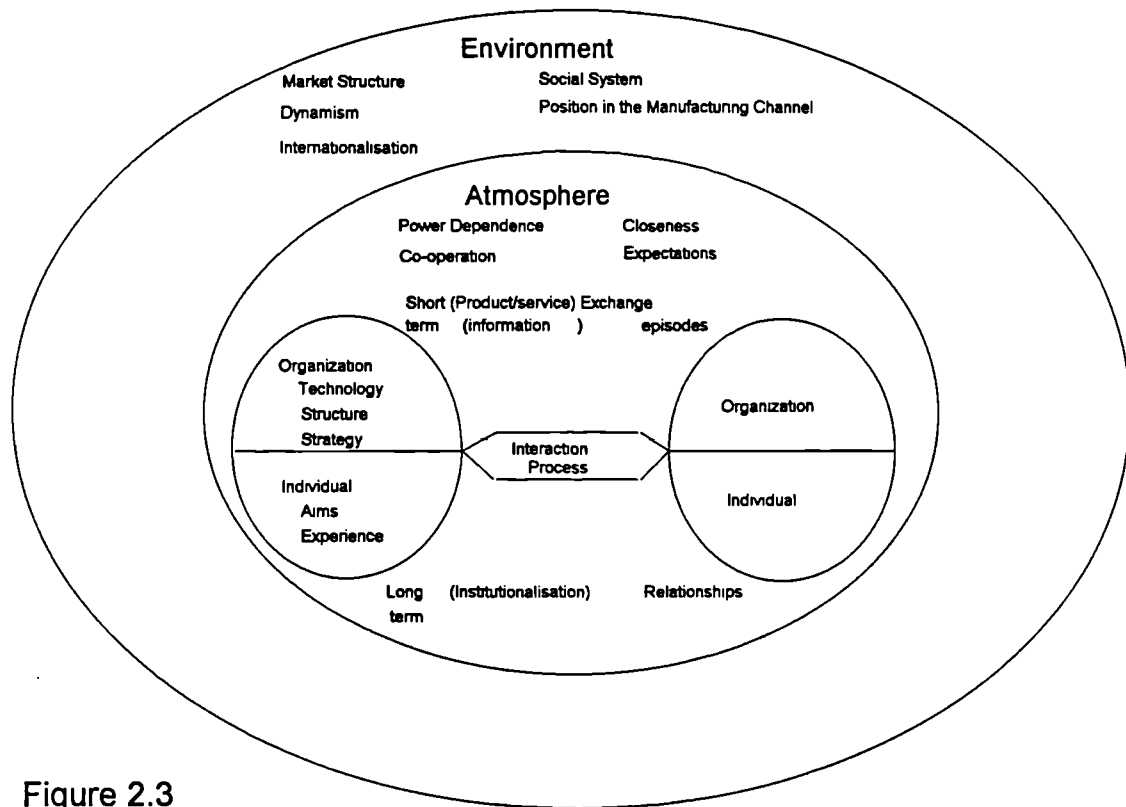 Environment
Market Structure
Social System
Dynamism
Position in the Manufacturing Channel
Internationalisation
Atmosphere
Power Dependence
Closeness
Co-operation
Expectations
Short (Product/service) Exchange
term (information ) episodes
Organization
Technology
Structure
Strategy
Individual
Aims
Experience
Interaction
Process
Organization
Individual
Long (Institutionalisation) Relationships
term
Figure 2.3